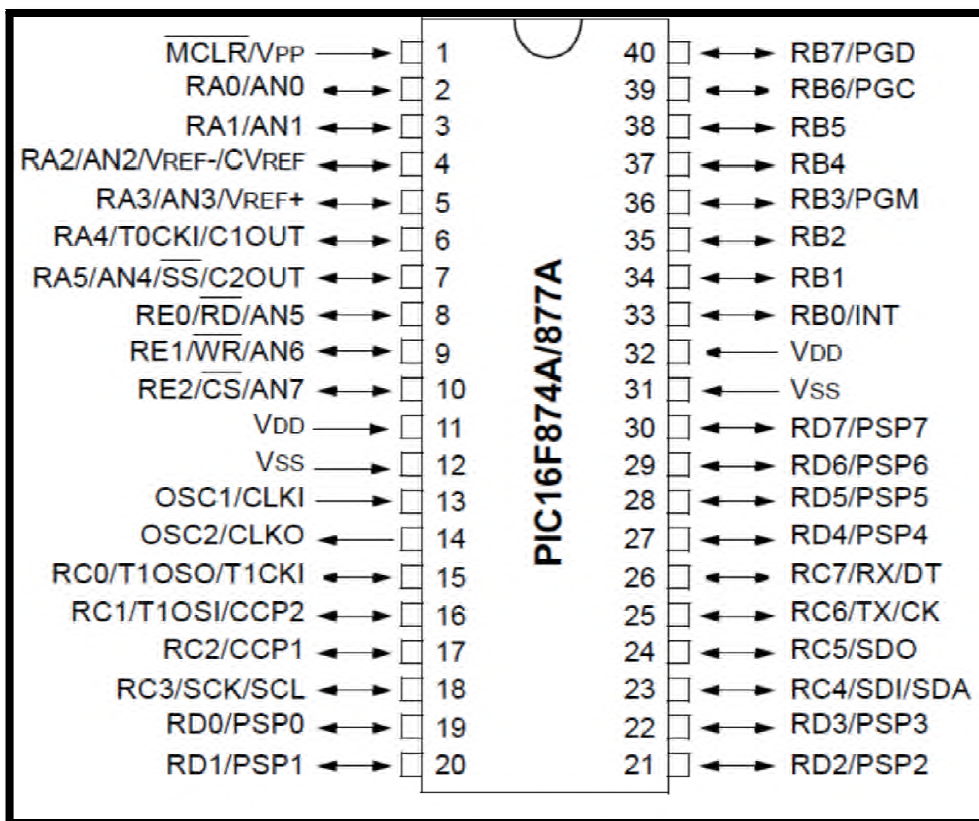 MCLR/VPP 1
RA0/AN0 2
RA1/AN1 3
RA2/AN2/VREF-/CVREF 4
RA3/AN3/VREF+ 5
RA4/T0CKI/C1OUT 6
RA5/AN4/SS/C2OUT 7
RE0/RD/AN5 8
RE1/WR/AN6 9
RE2/CS/AN7 10
VDD 11
VSS 12
OSC1/CLKI 13
OSC2/CLKO 14
RC0/T1OSO/T1CKI 15
RC1/T1OSI/CCP2 16
RC2/CCP1 17
RC3/SCK/SCL 18
RD0/PSP0 19
RD1/PSP1 20
PIC16F874A/877A
40 RB7/PGD
39 RB6/PGC
38 RB5
37 RB4
36 RB3/PGM
35 RB2
34 RB1
33 RB0/INT
32 VDD
31 VSS
30 RD7/PSP7
29 RD6/PSP6
28 RD5/PSP5
27 RD4/PSP4
26 RC7/RX/DT
25 RC6/TX/CK
24 RC5/SDO
23 RC4/SDI/SDA
22 RD3/PSP3
21 RD2/PSP2